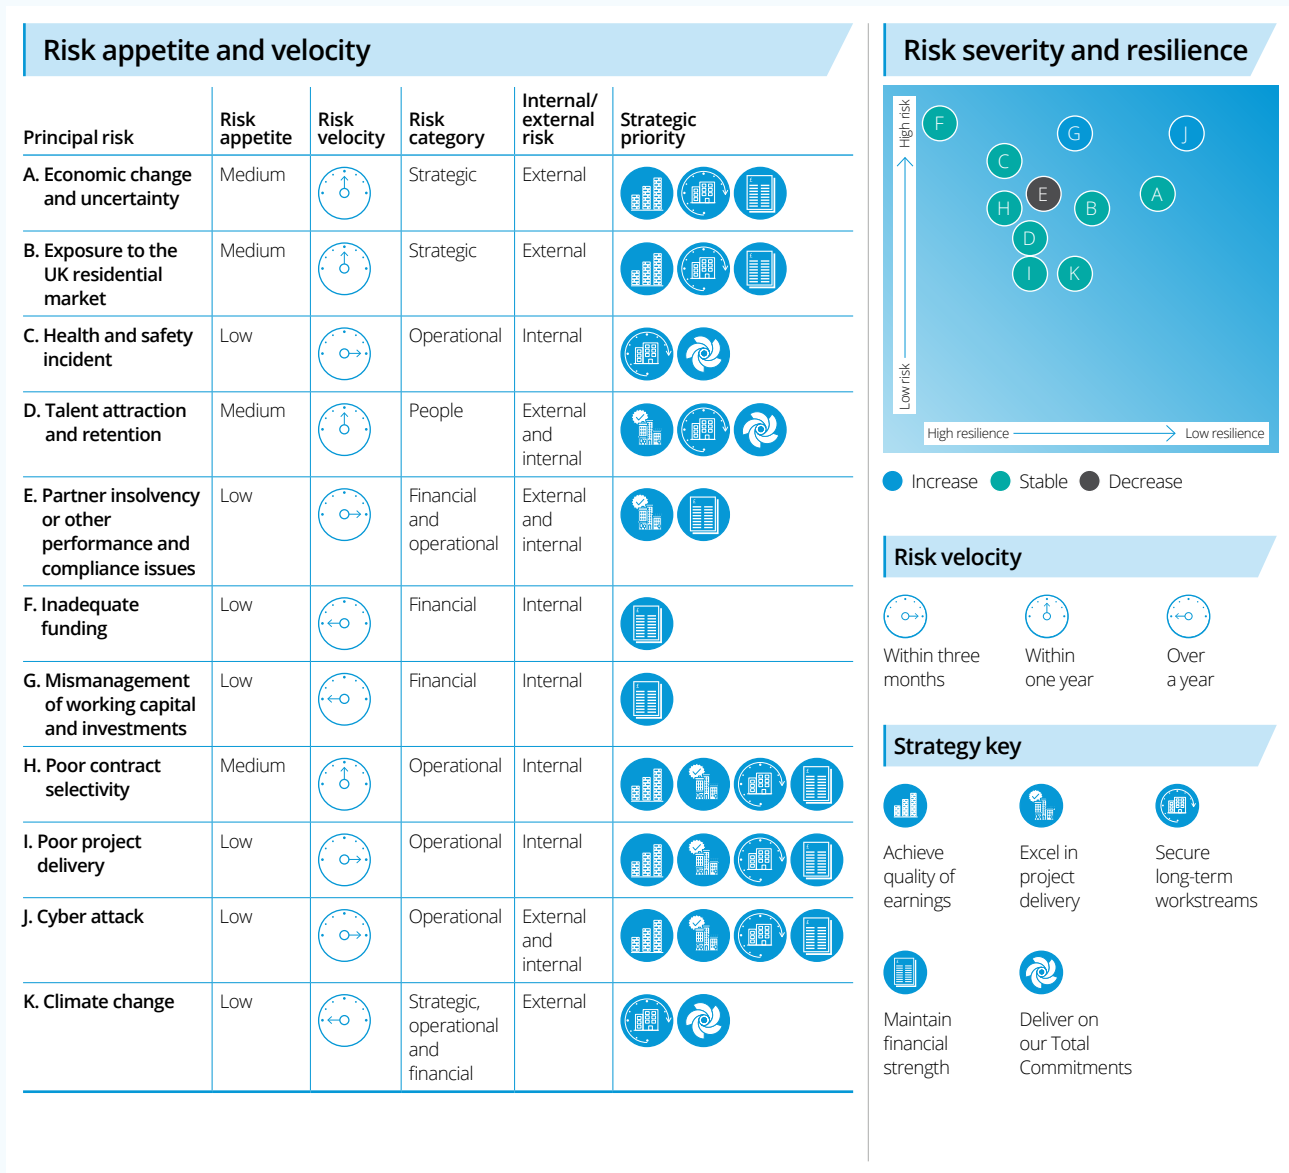 Risk appetite and velocity
Principal risk
Risk
appetite
Risk
velocity
Risk
category
Internal/
external
risk
Strategic
priority
A. Economic change
and uncertainty
Medium
Strategic
External
B. Exposure to the
UK residential
market
Medium
Strategic
External
C. Health and safety
incident
Low
Operational
Internal
D. Talent attraction
and retention
Medium
People
External
and
internal
E. Partner insolvency
or other
performance and
compliance issues
Low
Financial
and
operational
External
and
internal
F. Inadequate
funding
Low
Financial
Internal
G. Mismanagement
of working capital
and investments
Low
Financial
Internal
H. Poor contract
selectivity
Medium
Operational
Internal
I. Poor project
delivery
Low
Operational
Internal
J. Cyber attack
Low
Operational
External
and
internal
K. Climate change
Low
Strategic,
operational
and
financial
External
Risk severity and resilience
High risk
Low risk
F
G
J
C
E
A
H
B
D
I
K
High resilience
Low resilience
Increase
Stable
Decrease
Risk velocity
Within three
months
Within
one year
Over
a year
Strategy key
Achieve
quality of
earnings
Excel in
project
delivery
Secure
long-term
workstreams
Maintain
financial
strength
Deliver on
our Total
Commitments